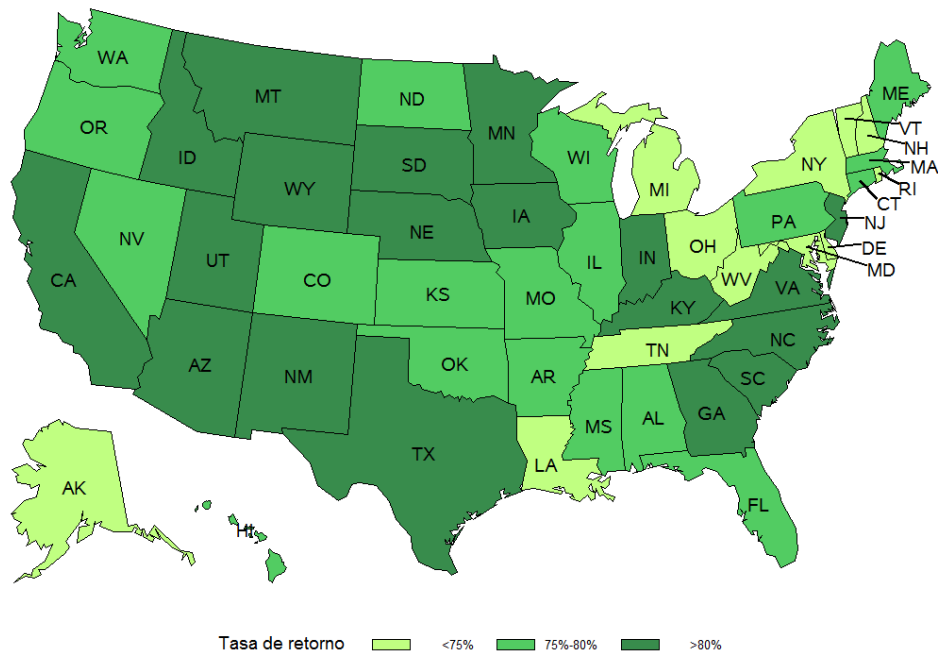 WA
ME
MT
ND
VT
OR
MN
NH
ID
SD
WI
NY
MA
WY
MI
RI
CT
IA
PA
NJ
NE
NV
OH
DE
UT
IL
IN
MD
CA
CO
WV
KS
MO
VA
KY
NC
TN
AZ
OK
NM
AR
SC
GA
MS
AL
TX
LA
AK
FL
HI
Tasa de retorno <75% 75%-80% >80%